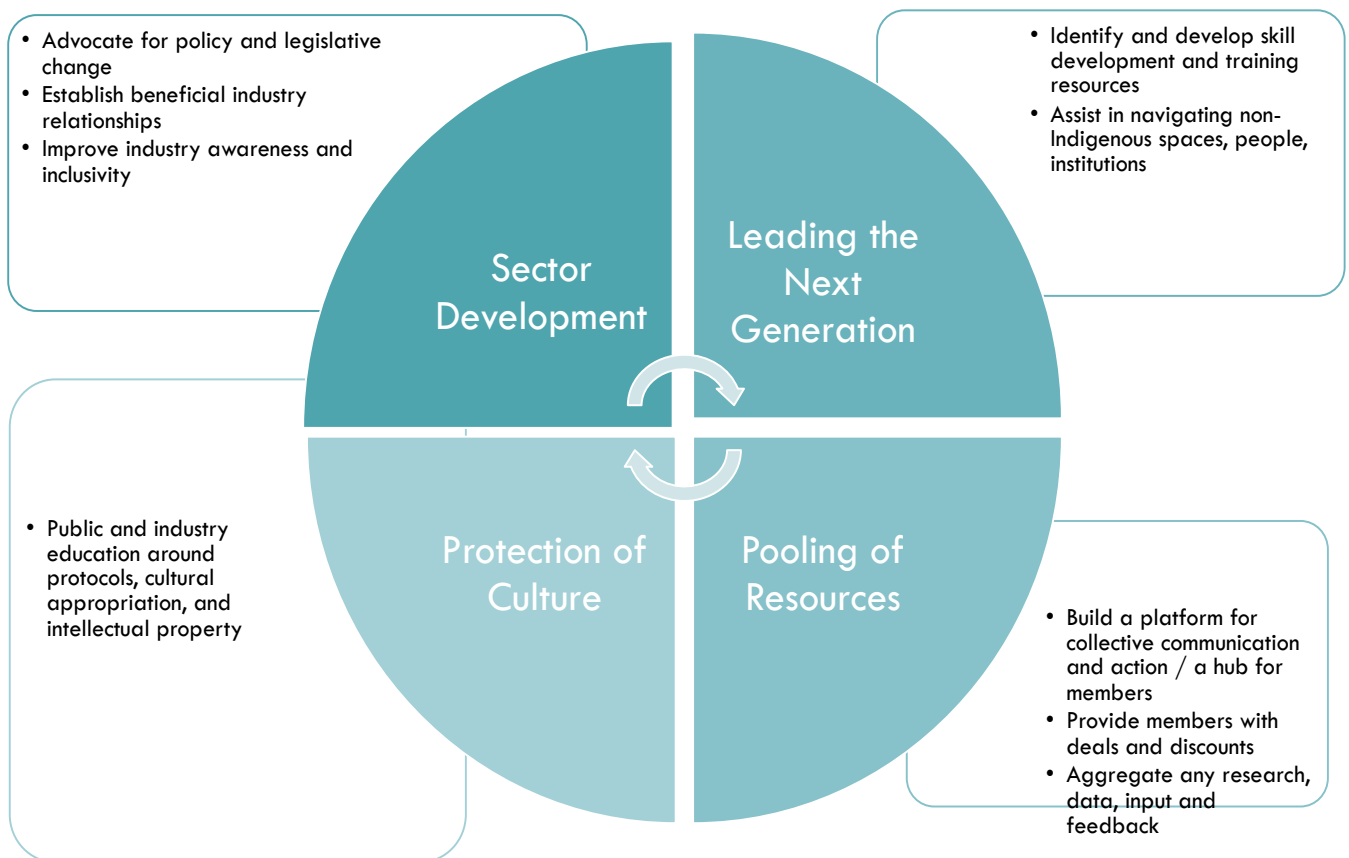 • Advocate for policy and legislative
change
• Establish beneficial industry
relationships
• Improve industry awareness and
inclusivity
Sector
Development
Leading the
Next
Generation
• Identify and develop skill
development and training
resources
• Assist in navigating non-
Indigenous spaces, people,
institutions
• Public and industry
education around
protocols, cultural
appropriation, and
intellectual property
Protection of
Culture
Pooling of
Resources
• Build a platform for
collective communication
and action / a hub for
members
• Provide members with
deals and discounts
• Aggregate any research,
data, input and
feedback